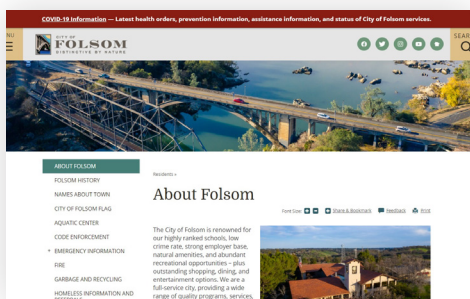 COVID-19 Information — Latest health orders, prevention information, assistance information, and status of City of Folsom services.
CITY OF
FOLSOM
DISTINCTIVE BY NATURE
ABOUT FOLSOM
FOLSOM HISTORY
NAMES ABOUT TOWN
CITY OF FOLSOM FLAG
AQUATIC CENTER
CODE ENFORCEMENT
EMERGENCY INFORMATION
FIRE
GARBAGE AND RECYCLING
HOMELESS INFORMATION AND
Residents »
About Folsom
Font Size: Share & Bookmark Feedback Print
The City of Folsom is renowned for
our highly ranked schools, low
crime rate, strong employer base,
natural amenities, and abundant
recreational opportunities – plus
outstanding shopping, dining, and
entertainment options. We are a
full-service city, providing a wide
range of quality programs, services,